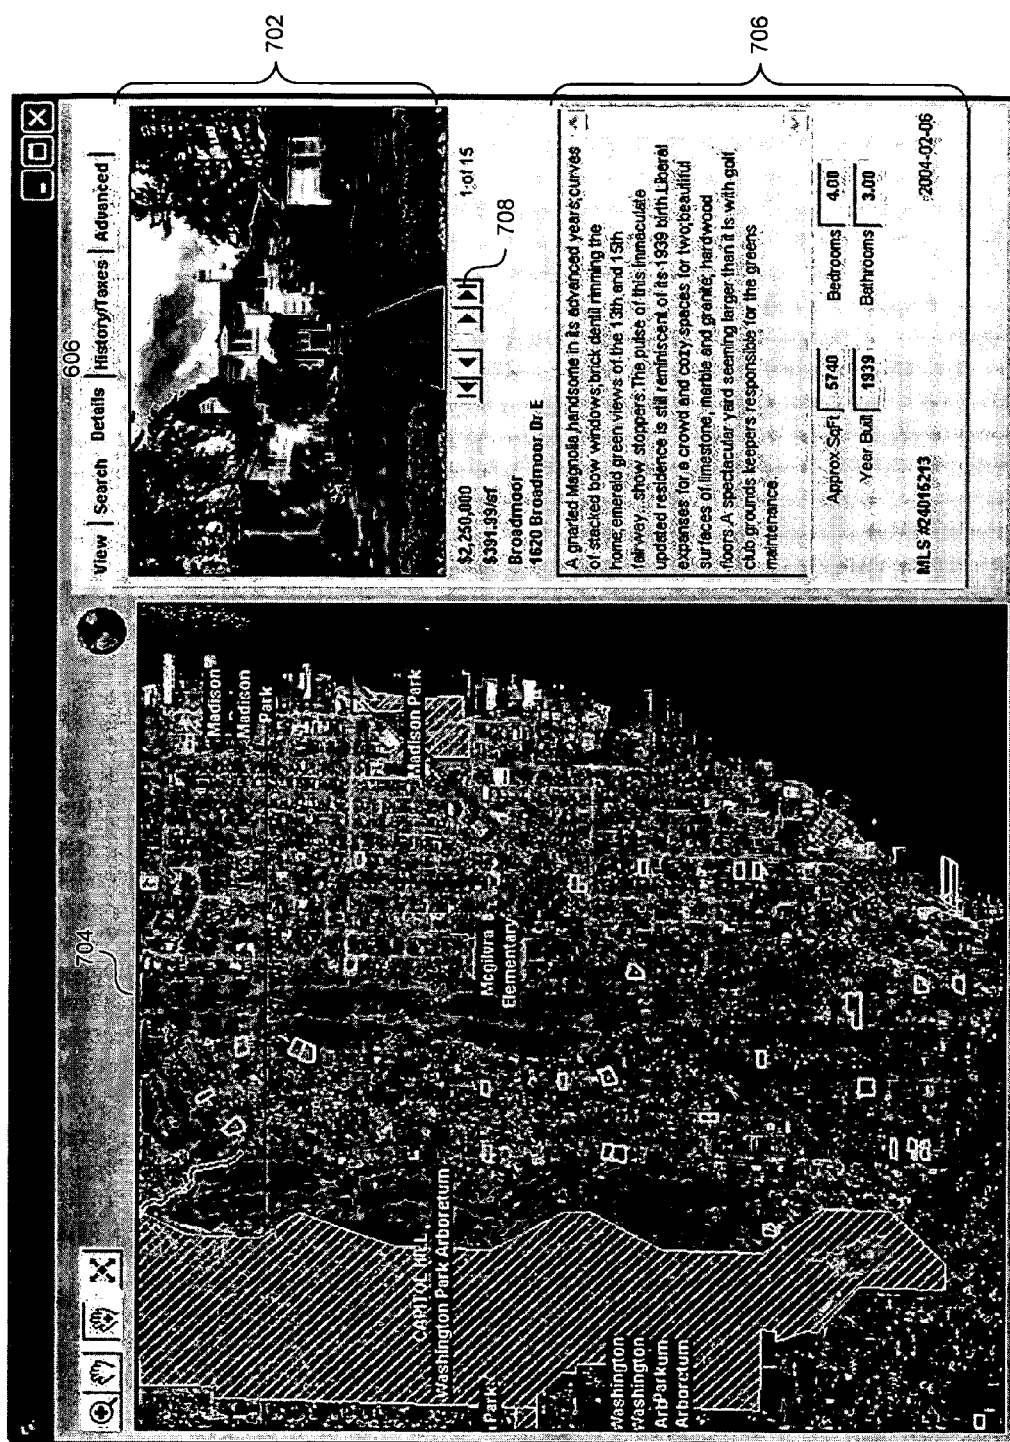 606
View
Search
Details
History/Taxes
Advanced
702
704
1 of 15
708
$2,250,000
$391.99/sf
Broadmoor
1620 Broadmoor Dr E
706
A gnarled Magnolia, handsome in its advanced years, curves
of stacked bow windows, brick dentil rimming the
home, emerald green views of the 13th and 15th
fairway...show stoppers. The pulse of this immaculate
updated residence is still reminiscent of its 1939 birth. Liberal
expanses for a crowd and cozy spaces for two; beautiful
surfaces of limestone, marble and granite; hardwood
floors. A spectacular yard seeming larger than it is with golf
club grounds keepers responsible for the greens
maintenance.
Approx SqFt 5740
Bedrooms 4.00
Year Built 1939
Bathrooms 3.00
MLS #24016213
2004-02-06
Madison
Madison
Park
Madison Park
Mcgilvra
Elementary
CAPITOL HILL
Washington Park Arboretum
Park
Washington
Washington
Arboretum